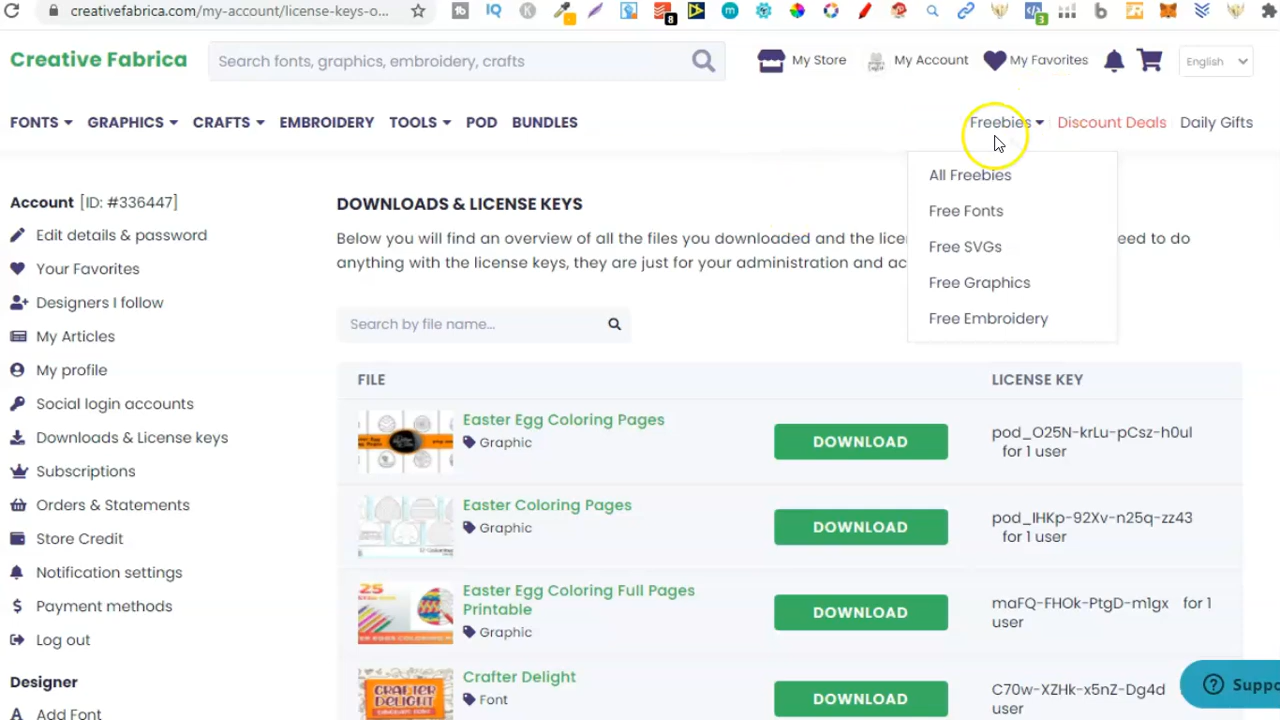 creativefabrica.com/my-account/license-keys-o...
8
3
Creative Fabrica
Search fonts, graphics, embroidery, crafts
My Store
My Account
My Favorites
English
FONTS
GRAPHICS
CRAFTS
EMBROIDERY
TOOLS
POD
BUNDLES
Freebies
Discount Deals
Daily Gifts
All Freebies
Free Fonts
Free SVGs
Free Graphics
Free Embroidery
Account [ID: #336447]
Edit details & password
Your Favorites
Designers I follow
My Articles
My profile
Social login accounts
Downloads & License keys
Subscriptions
Orders & Statements
Store Credit
Notification settings
Payment methods
Log out
Designer
Add Font
DOWNLOADS & LICENSE KEYS
Below you will find an overview of all the files you downloaded and the lice eed to do
anything with the license keys, they are just for your administration and ac
Search by file name...
FILE
LICENSE KEY
Easter Egg Coloring Pages
Graphic
DOWNLOAD
pod_O25N-krLu-pCsz-h0ul
for 1 user
Easter Coloring Pages
Graphic
DOWNLOAD
pod_IHKp-92Xv-n25q-zz43
for 1 user
25
Easter Egg Coloring Full Pages
Printable
Graphic
DOWNLOAD
maFQ-FHOk-PtgD-m1gx for 1
user
CRAFTER
DELIGHT
Crafter Delight
Font
DOWNLOAD
C70w-XZHk-x5nZ-Dg4d
user
Suppo